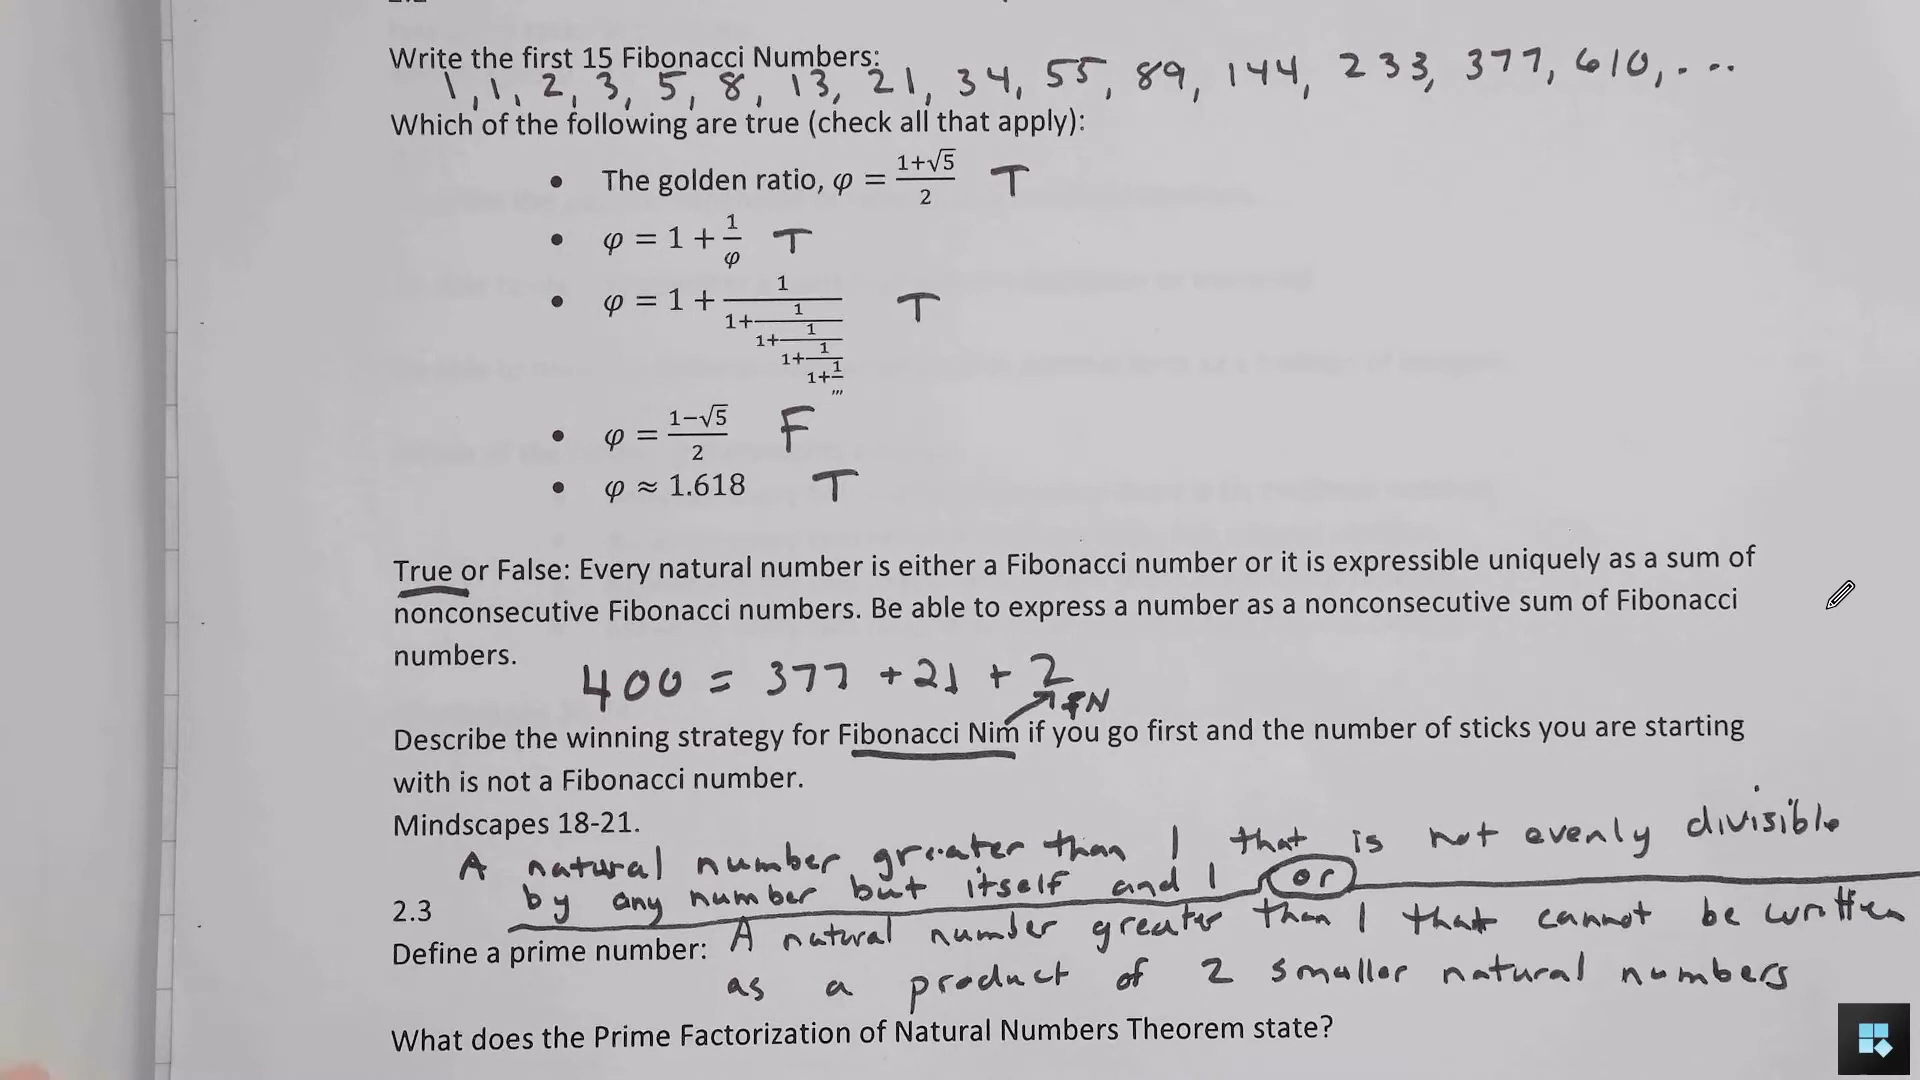 Write the first 15 Fibonacci Numbers:
1, 1, 2, 3, 5, 8, 13, 21, 34, 55, 89, 144, 233, 377, 610, ...
Which of the following are true (check all that apply):
• The golden ratio, φ = (1+√5)/2 T
• φ = 1 + 1/φ T
• φ = 1 + 1/(1+1/(1+1/(1+1/(1+1/,,,)))) T
• φ = (1−√5)/2 F
• φ ≈ 1.618 T
True or False: Every natural number is either a Fibonacci number or it is expressible uniquely as a sum of
nonconsecutive Fibonacci numbers. Be able to express a number as a nonconsecutive sum of Fibonacci
numbers.
400 = 377 + 21 + 2
FN
Describe the winning strategy for Fibonacci Nim if you go first and the number of sticks you are starting
with is not a Fibonacci number.
Mindscapes 18-21.
A natural number greater than 1 that is not evenly divisible
by any number but itself and 1 or
2.3
Define a prime number: A natural number greater than 1 that cannot be written
as a product of 2 smaller natural numbers
What does the Prime Factorization of Natural Numbers Theorem state?